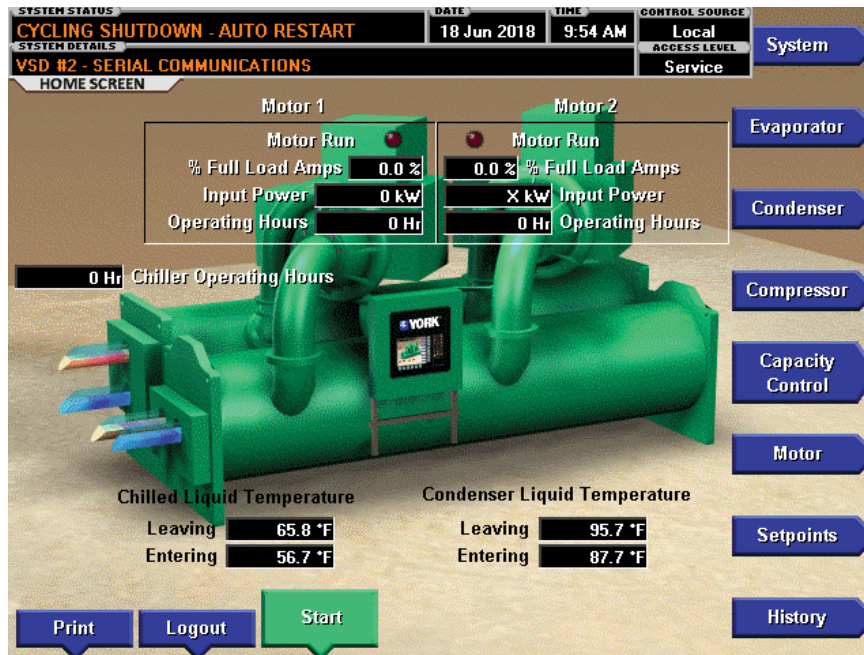 SYSTEM STATUS
CYCLING SHUTDOWN - AUTO RESTART
DATE
18 Jun 2018
TIME
9:54 AM
CONTROL SOURCE
Local
SYSTEM DETAILS
VSD #2 - SERIAL COMMUNICATIONS
ACCESS LEVEL
Service
HOME SCREEN
System
Evaporator
Condenser
Compressor
Capacity
Control
Motor
Setpoints
History
Motor 1
Motor Run
% Full Load Amps 0.0 %
Input Power 0 kW
Operating Hours 0 Hr
Motor 2
Motor Run
0.0 % % Full Load Amps
X kW Input Power
0 Hr Operating Hours
0 Hr Chiller Operating Hours
YORK
Chilled Liquid Temperature
Leaving 65.8 °F
Entering 56.7 °F
Condenser Liquid Temperature
Leaving 95.7 °F
Entering 87.7 °F
Print
Logout
Start